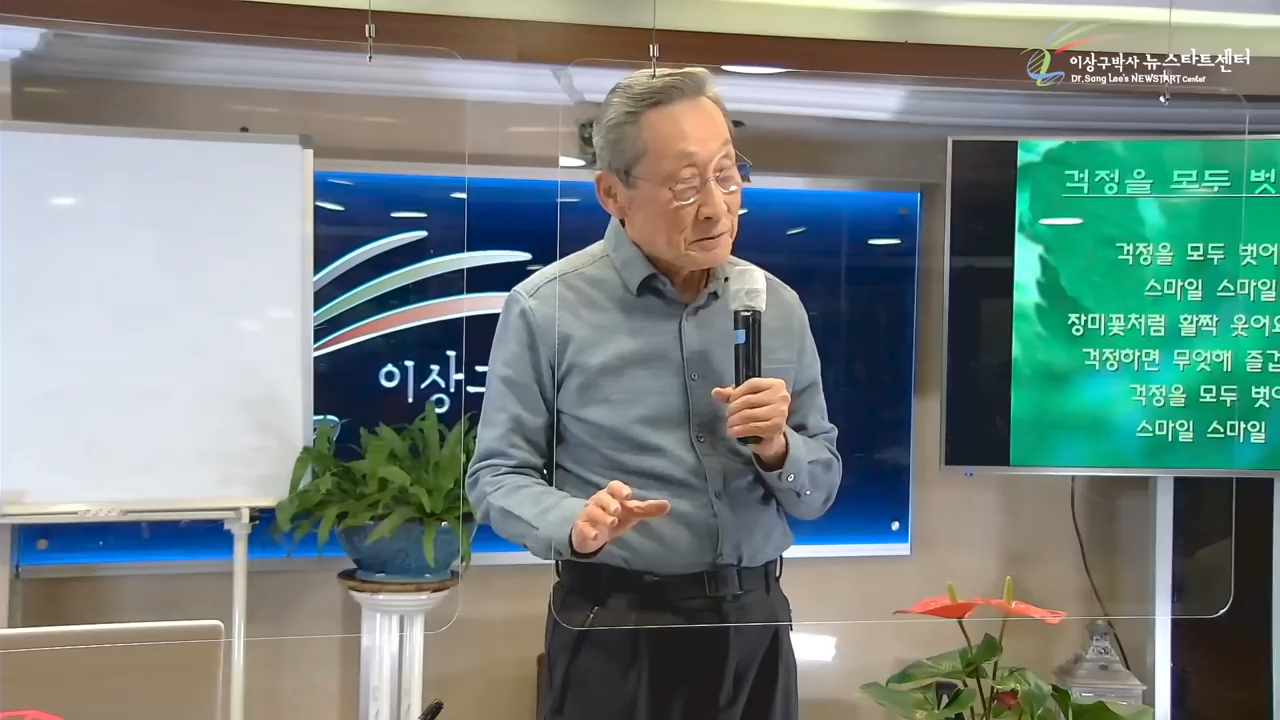 이상구박사 뉴스타트센터
Dr. Sang Lee's NEWSTART Center
걱정을 모두 벗
걱정을 모두 벗어
스마일 스마일
장미꽃처럼 활짝 웃어요
걱정하면 무엇해 즐겁
걱정을 모두 벗어
스마일 스마일
이상구